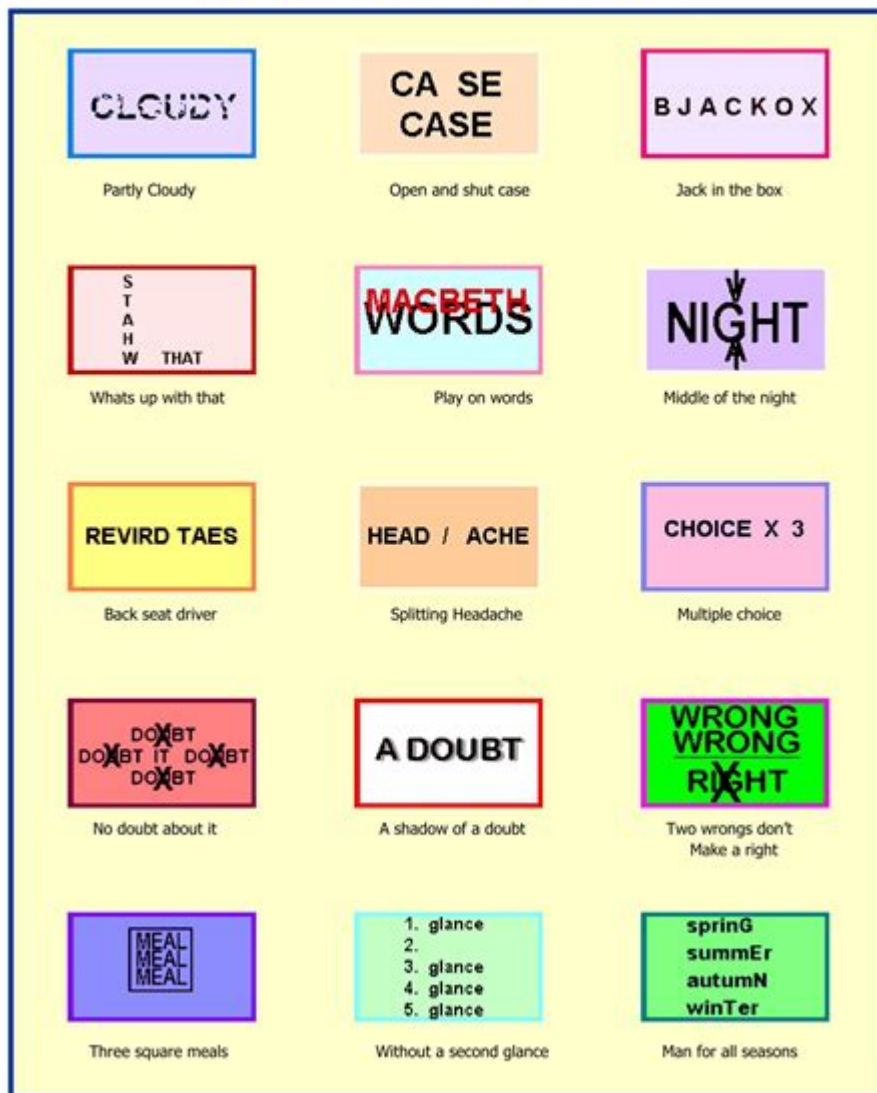 CLOUDY
CA SE
CASE
B J A C K O X
Partly Cloudy
Open and shut case
Jack in the box
S
T
A
H
W THAT
MACBETH
WORDS
NIGHT
Whats up with that
Play on words
Middle of the night
REVIRD TAES
HEAD / ACHE
CHOICE X 3
Back seat driver
Splitting Headache
Multiple choice
DOUBT
DOUBT IT DOUBT
DOUBT
A DOUBT
WRONG
WRONG
RIGHT
No doubt about it
A shadow of a doubt
Two wrongs don't
Make a right
MEAL
MEAL
MEAL
1. glance
2.
3. glance
4. glance
5. glance
sprinG
summEr
autumN
winTer
Three square meals
Without a second glance
Man for all seasons